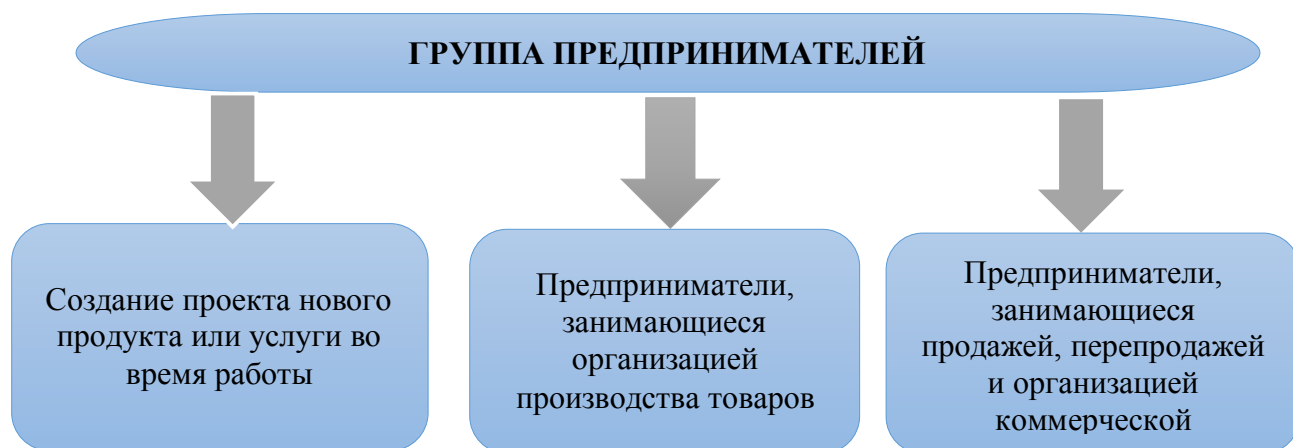 ГРУППА ПРЕДПРИНИМАТЕЛЕЙ
Создание проекта нового
продукта или услуги во
время работы
Предприниматели,
занимающиеся
организацией
производства товаров
Предприниматели,
занимающиеся
продажей, перепродажей
и организацией
коммерческой